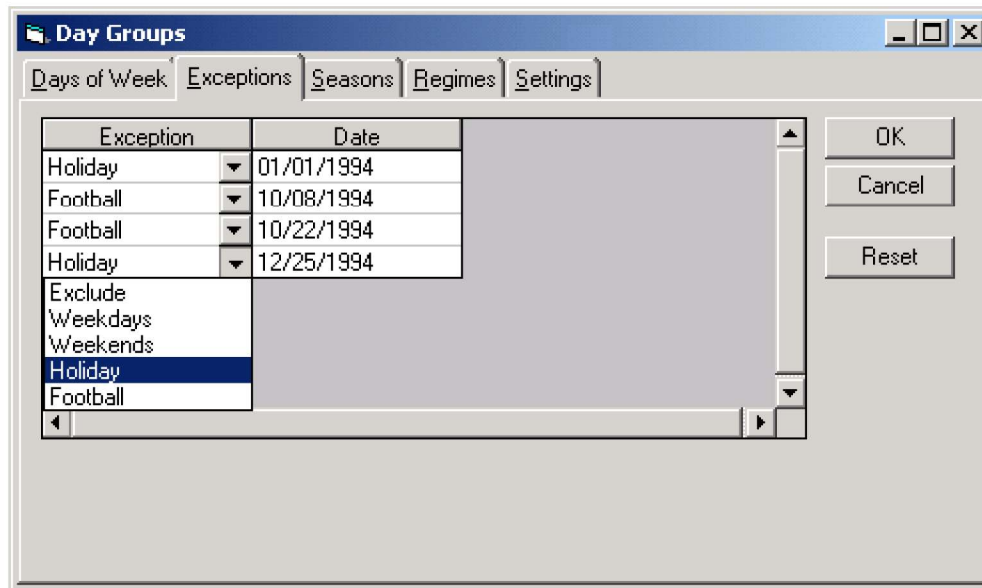 Day Groups
Days of Week Exceptions Seasons Regimes Settings
Exception Date
Holiday 01/01/1994
Football 10/08/1994
Football 10/22/1994
Holiday 12/25/1994
Exclude
Weekdays
Weekends
Holiday
Football
OK
Cancel
Reset